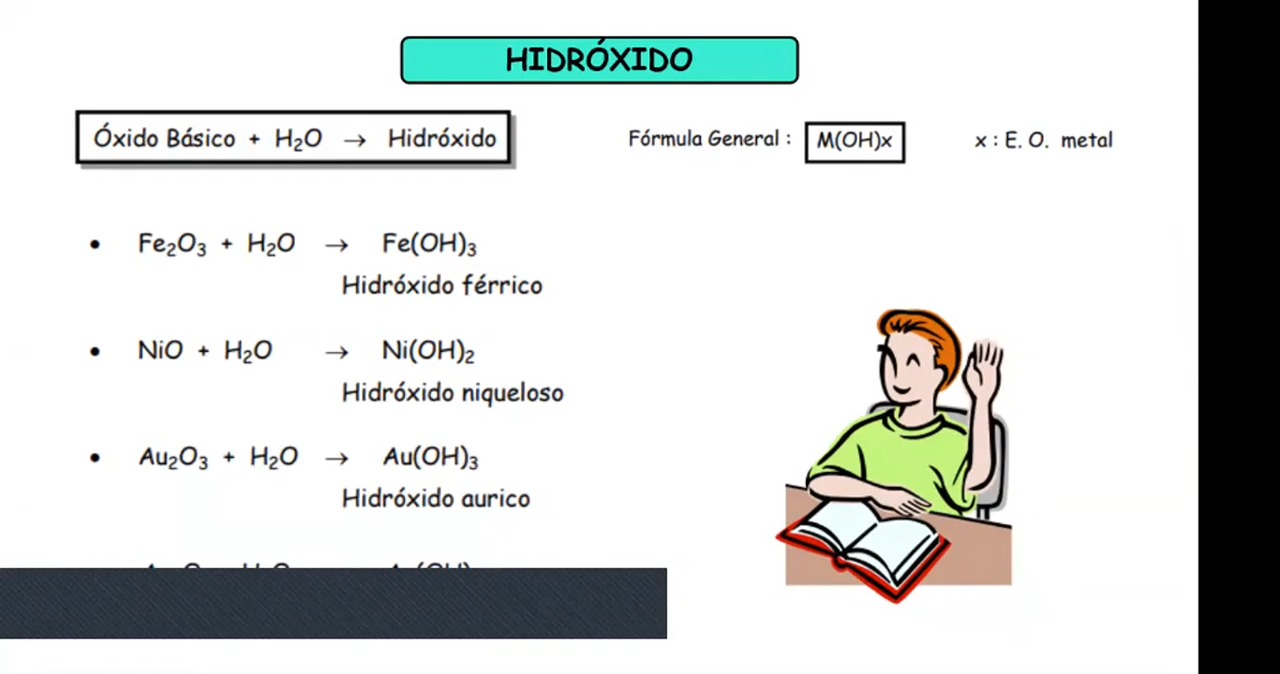 HIDRÓXIDO
Óxido Básico + H₂O → Hidróxido
Fórmula General : M(OH)x x : E. O. metal
• Fe₂O₃ + H₂O → Fe(OH)₃
Hidróxido férrico
• NiO + H₂O → Ni(OH)₂
Hidróxido niqueloso
• Au₂O₃ + H₂O → Au(OH)₃
Hidróxido aurico